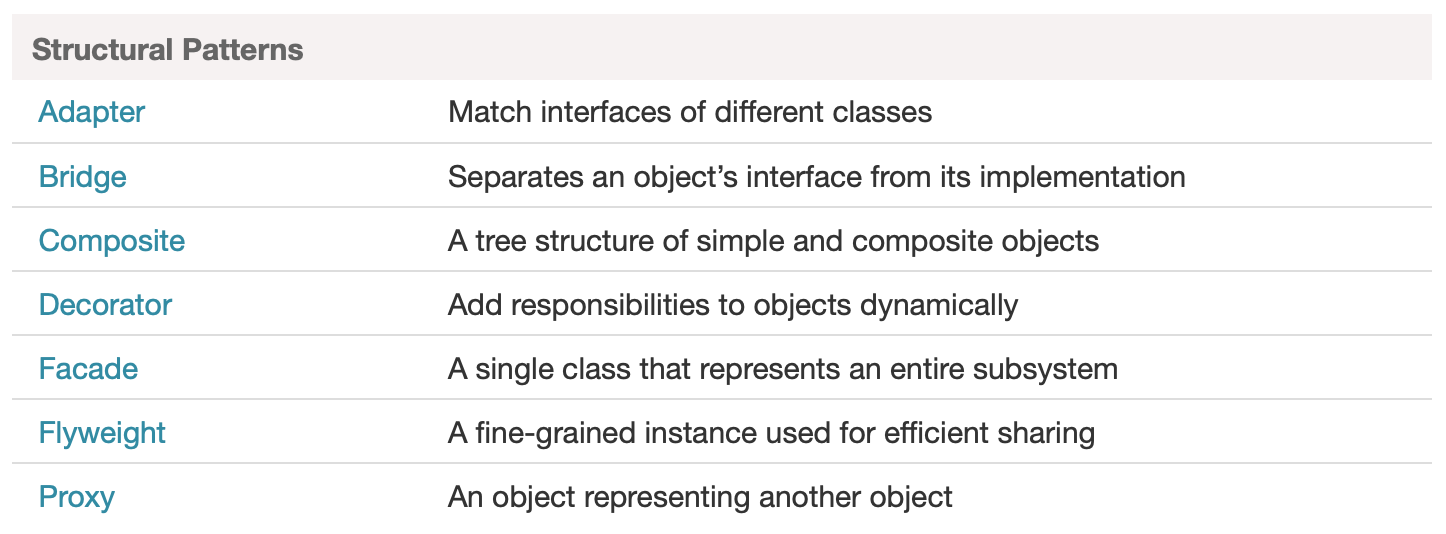 Structural Patterns
Adapter Match interfaces of different classes
Bridge Separates an object’s interface from its implementation
Composite A tree structure of simple and composite objects
Decorator Add responsibilities to objects dynamically
Facade A single class that represents an entire subsystem
Flyweight A fine-grained instance used for efficient sharing
Proxy An object representing another object